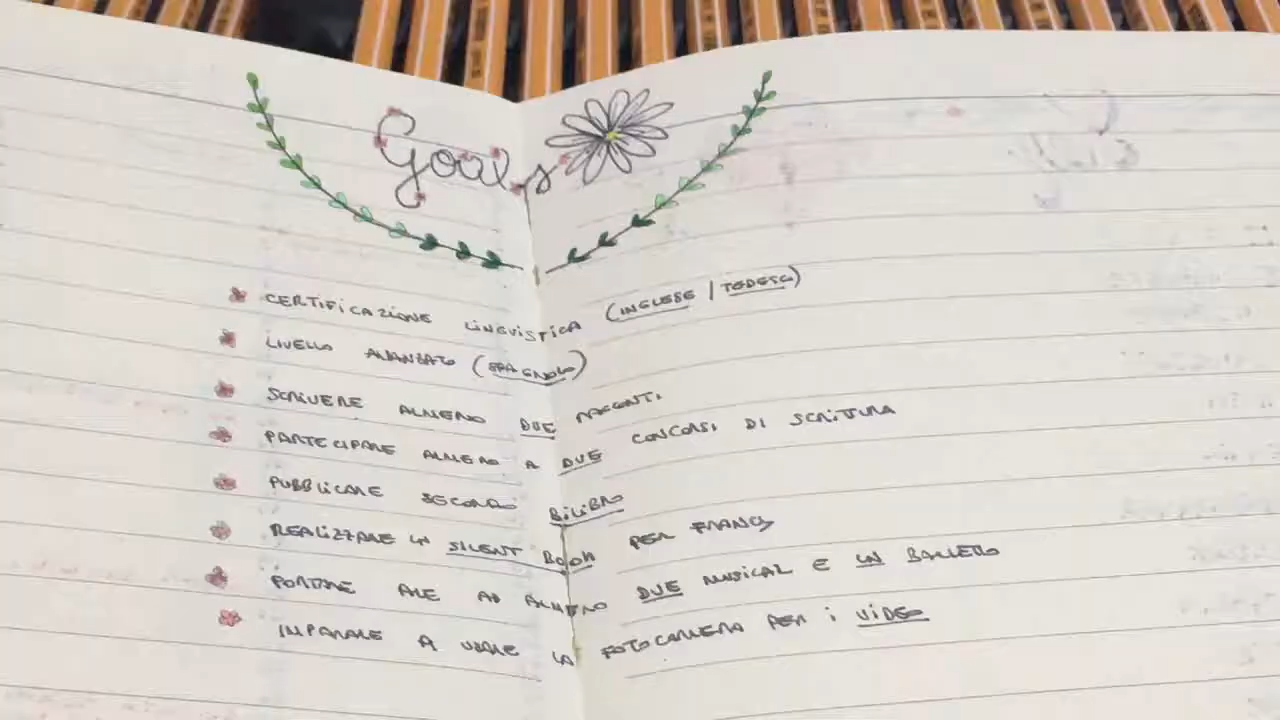 Goals
CERTIFICAZIONE LINGUISTICA (INGLESE / TEDESCO)
LIVELLO AVANZATO (SPAGNOLO)
SCRIVERE ALMENO DUE RACCONTI
PARTECIPARE ALMENO A DUE CONCORSI DI SCRITTURA
PUBBLICARE SECONDO BILIBRO
REALIZZARE UN SILENT BOOK PER FRANCY
PORTARE ALE AD ALMENO DUE MUSICAL E UN BALLETTO
IMPARARE A USARE LA FOTOCAMERA PER I VIDEO